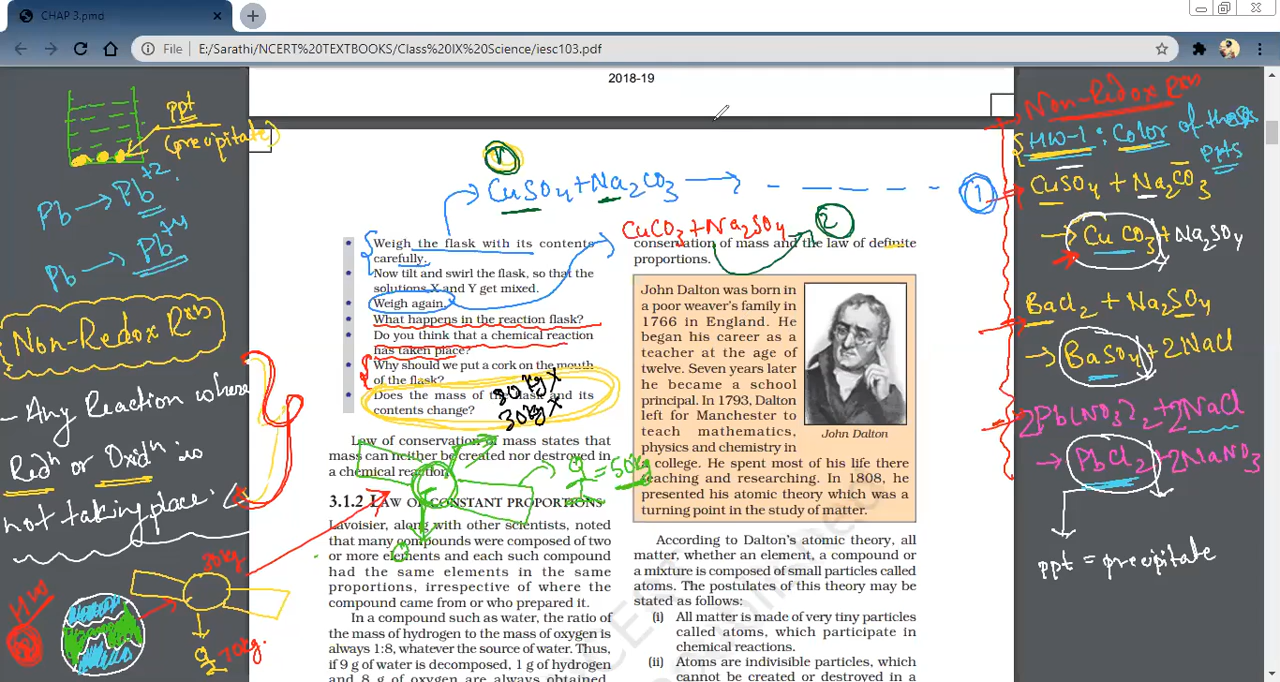 CHAP 3.pmd
File E:/Sarathi/NCERT%20TEXTBOOKS/Class%20IX%20Science/iesc103.pdf
2018-19
ppt
(precipitate)
Pb → Pb+2
Pb → Pb+4
Non-Redox Rxn
- Any Reaction where
Redn or Oxidn is
not taking place.
30kg
70kg.
HW
1
CuSO4 + Na2CO3 → - - - - - - 1
CuCO3 + Na2SO4
2
Weigh the flask with its contents
carefully.
Now tilt and swirl the flask, so that the
solutions X and Y get mixed.
Weigh again.
What happens in the reaction flask?
Do you think that a chemical reaction
has taken place?
Why should we put a cork on the mouth
of the flask?
Does the mass of the flask and its
contents change?
30kg X
30kg X
Law of conservation of mass states that
mass can neither be created nor destroyed in
a chemical reaction.
= 50kg
3.1.2 LAW OF CONSTANT PROPORTIONS
Lavoisier, along with other scientists, noted
that many compounds were composed of two
or more elements and each such compound
had the same elements in the same
proportions, irrespective of where the
compound came from or who prepared it.
In a compound such as water, the ratio of
the mass of hydrogen to the mass of oxygen is
always 1:8, whatever the source of water. Thus,
if 9 g of water is decomposed, 1 g of hydrogen
and 8 g of oxygen are always obtained.
conservation of mass and the law of definite
proportions.
John Dalton was born in
a poor weaver's family in
1766 in England. He
began his career as a
teacher at the age of
twelve. Seven years later
he became a school
principal. In 1793, Dalton
left for Manchester to
teach mathematics,
physics and chemistry in
a college. He spent most of his life there
teaching and researching. In 1808, he
presented his atomic theory which was a
turning point in the study of matter.
John Dalton
According to Dalton's atomic theory, all
matter, whether an element, a compound or
a mixture is composed of small particles called
atoms. The postulates of this theory may be
stated as follows:
(i) All matter is made of very tiny particles
called atoms, which participate in
chemical reactions.
(ii) Atoms are indivisible particles, which
cannot be created or destroyed in a
Non-Redox Rxn
HW-1 : Color of these
ppts
CuSO4 + Na2CO3
→ CuCO3 + Na2SO4
BaCl2 + Na2SO4
→ BaSO4 + 2NaCl
2Pb(NO3)2 + 2NaCl
→ PbCl2 + 2NaNO3
ppt = precipitate